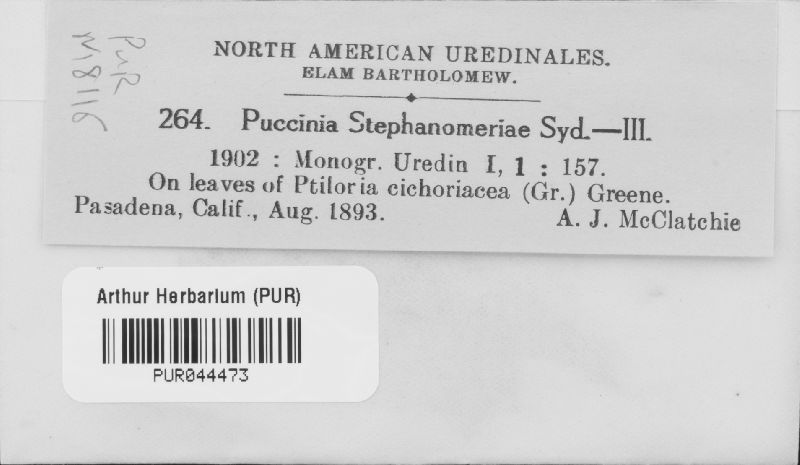 PUR
M8116
NORTH AMERICAN UREDINALES.
ELAM BARTHOLOMEW.
264. Puccinia Stephanomeriae Syd.—III.
1902 : Monogr. Uredin I, 1 : 157.
On leaves of Ptiloria cichoriacea (Gr.) Greene.
Pasadena, Calif., Aug. 1893. A. J. McClatchie
Arthur Herbarium (PUR)
PUR044473